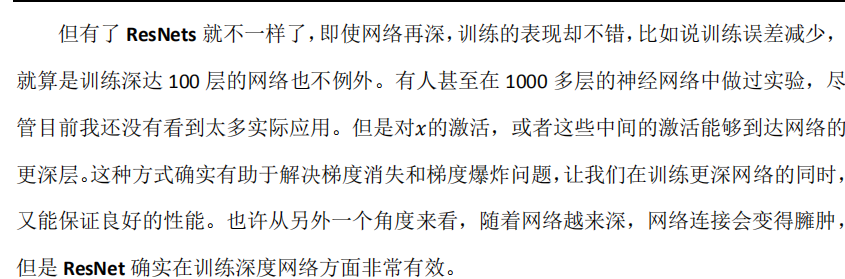 但有了 ResNets 就不一样了，即使网络再深，训练的表现却不错，比如说训练误差减少，
就算是训练深达 100 层的网络也不例外。有人甚至在 1000 多层的神经网络中做过实验，尽
管目前我还没有看到太多实际应用。但是对x的激活，或者这些中间的激活能够到达网络的
更深层。这种方式确实有助于解决梯度消失和梯度爆炸问题，让我们在训练更深网络的同时，
又能保证良好的性能。也许从另外一个角度来看，随着网络越来深，网络连接会变得臃肿，
但是 ResNet 确实在训练深度网络方面非常有效。